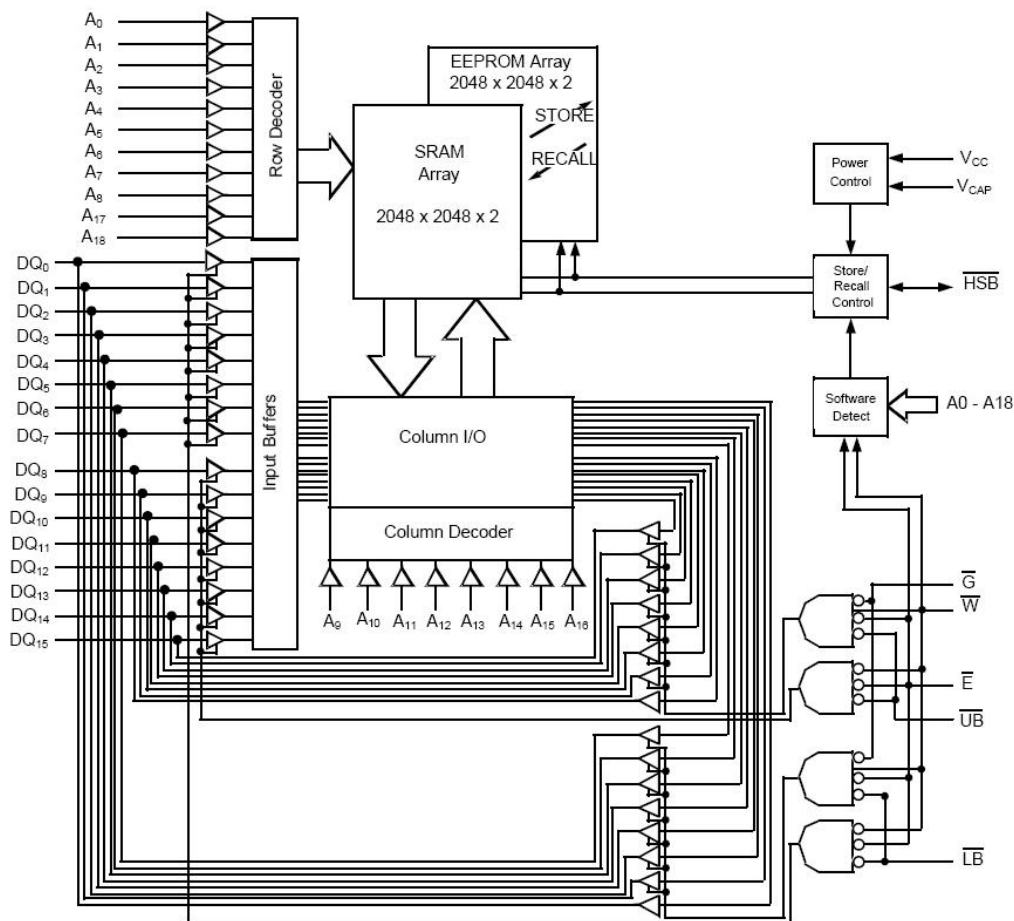 A0
A1
A2
A3
A4
A5
A6
A7
A8
A17
A18
Row Decoder
EEPROM Array
2048 x 2048 x 2
STORE
RECALL
SRAM
Array
2048 x 2048 x 2
Power
Control
VCC
VCAP
Store/
Recall
Control
HSB
Software
Detect
A0 - A18
DQ0
DQ1
DQ2
DQ3
DQ4
DQ5
DQ6
DQ7
DQ8
DQ9
DQ10
DQ11
DQ12
DQ13
DQ14
DQ15
Input Buffers
Column I/O
Column Decoder
A9
A10
A11
A12
A13
A14
A15
A16
G
W
E
UB
LB